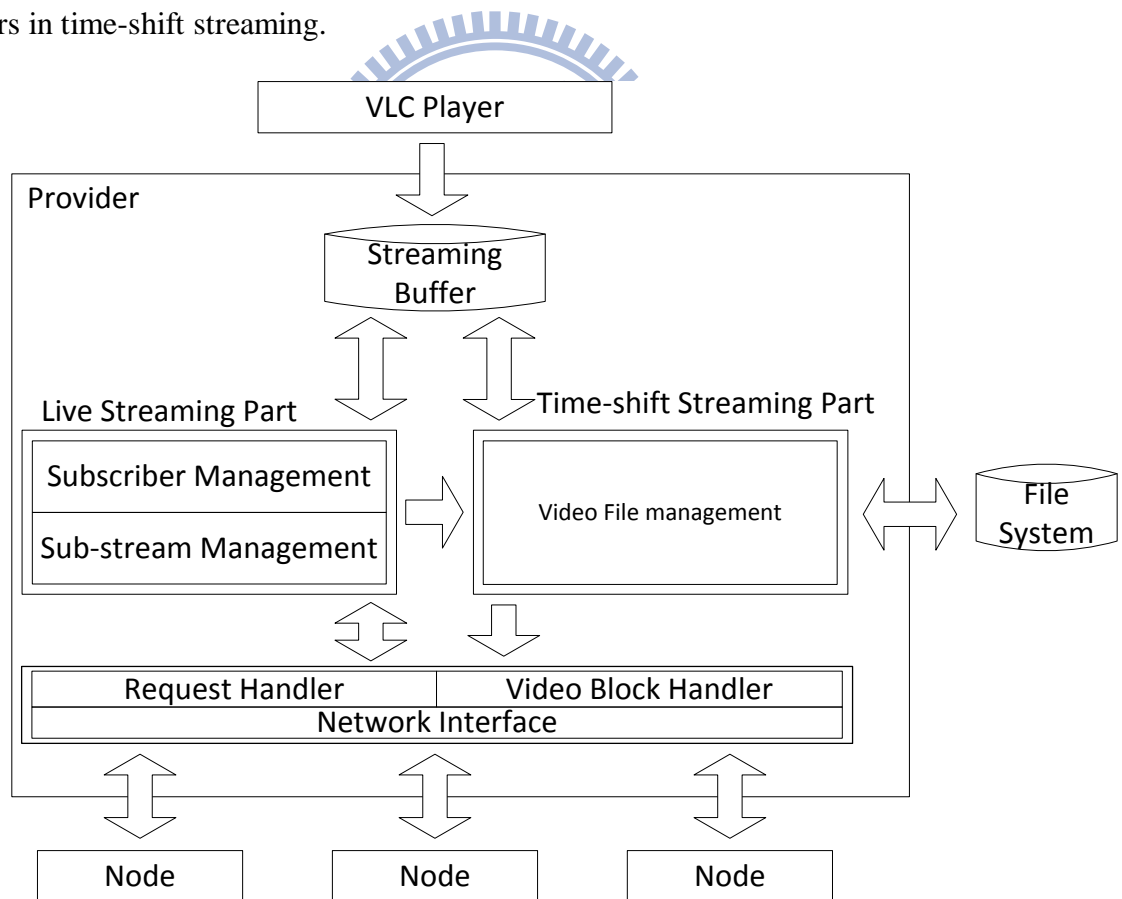 rs in time-shift streaming.
VLC Player
Provider
Streaming
Buffer
Live Streaming Part
Time-shift Streaming Part
Subscriber Management
Sub-stream Management
Video File management
File
System
Request Handler
Video Block Handler
Network Interface
Node
Node
Node